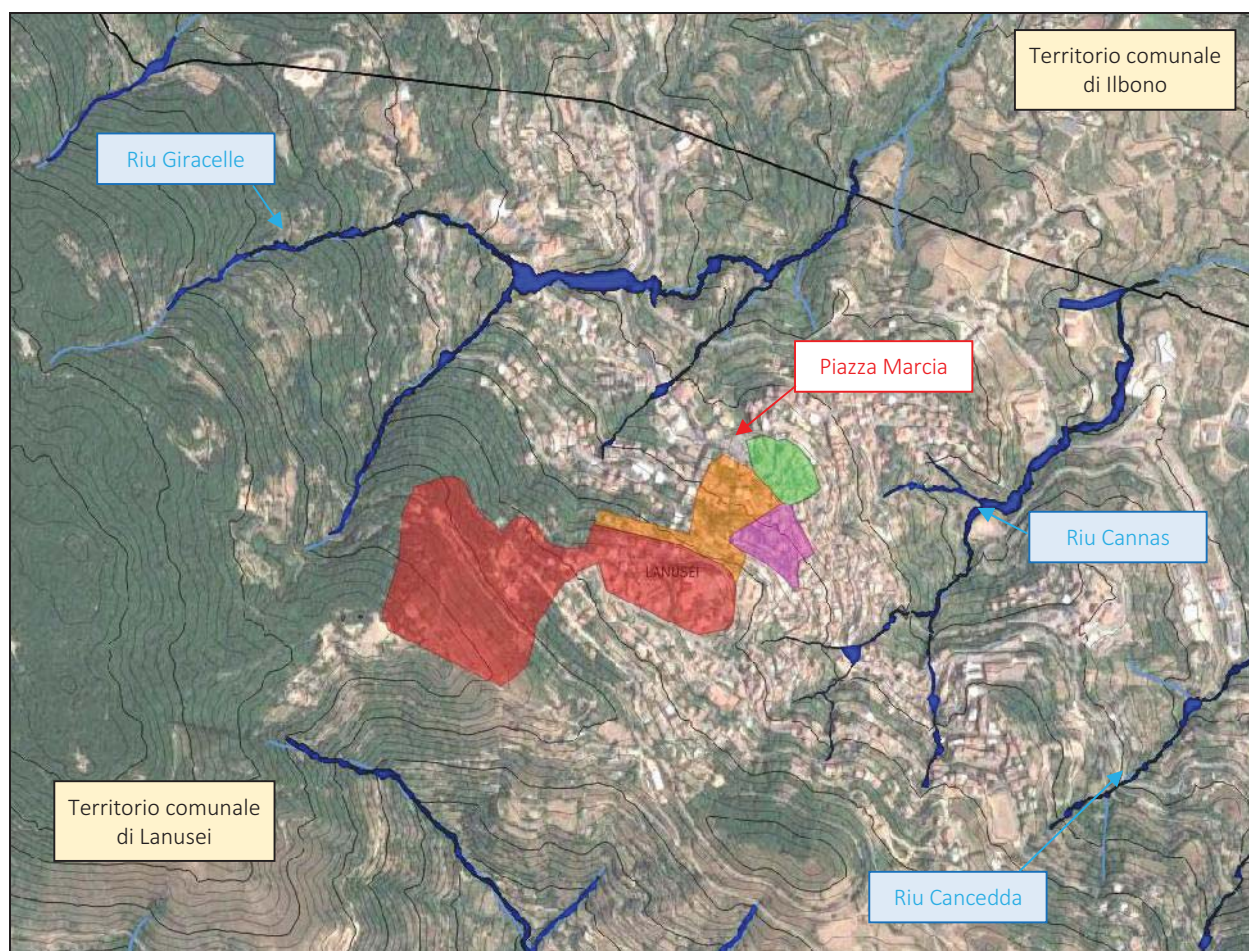 Territorio comunale
di Ilbono
Riu Giracelle
Piazza Marcia
Riu Cannas
LANUSEI
Territorio comunale
di Lanusei
Riu Cancedda